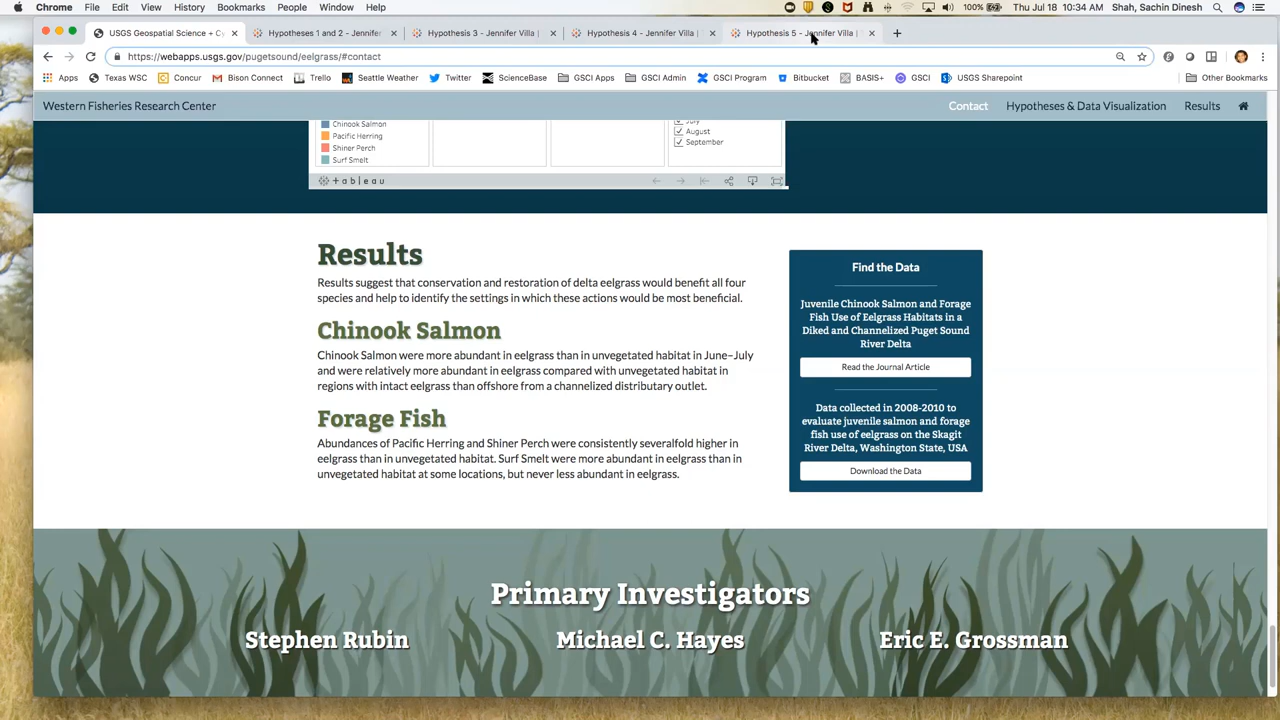 Chrome File Edit View History Bookmarks People Window Help 100% Thu Jul 18 10:34 AM Shah, Sachin Dinesh
USGS Geospatial Science + Cy Hypotheses 1 and 2 - Jennifer Hypothesis 3 - Jennifer Villa | Hypothesis 4 - Jennifer Villa | Hypothesis 5 - Jennifer Villa |
https://webapps.usgs.gov/pugetsound/eelgrass/#contact
Apps Texas WSC Concur Bison Connect Trello Seattle Weather Twitter ScienceBase GSCI Apps GSCI Admin Project Program Bitbucket BASIS+ GSCI USGS Sharepoint Other Bookmarks
Western Fisheries Research Center Contact Hypotheses & Data Visualization Results
Chinook Salmon
Pacific Herring
Shiner Perch
Surf Smelt
July
August
September
+ a b l e a u
Results
Results suggest that conservation and restoration of delta eelgrass would benefit all four
species and help to identify the settings in which these actions would be most beneficial.
Chinook Salmon
Chinook Salmon were more abundant in eelgrass than in unvegetated habitat in June–July
and were relatively more abundant in eelgrass compared with unvegetated habitat in
regions with intact eelgrass than offshore from a channelized distributary outlet.
Forage Fish
Abundances of Pacific Herring and Shiner Perch were consistently severalfold higher in
eelgrass than in unvegetated habitat. Surf Smelt were more abundant in eelgrass than in
unvegetated habitat at some locations, but never less abundant in eelgrass.
Find the Data
Juvenile Chinook Salmon and Forage
Fish Use of Eelgrass Habitats in a
Diked and Channelized Puget Sound
River Delta
Read the Journal Article
Data collected in 2008-2010 to
evaluate juvenile salmon and forage
fish use of eelgrass on the Skagit
River Delta, Washington State, USA
Download the Data
Primary Investigators
Stephen Rubin Michael C. Hayes Eric E. Grossman